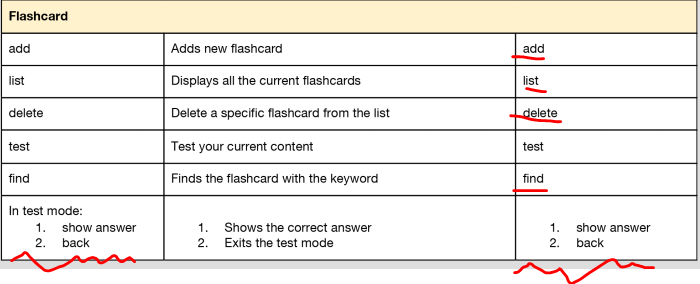 Flashcard
add Adds new flashcard add
list Displays all the current flashcards list
delete Delete a specific flashcard from the list delete
test Test your current content test
find Finds the flashcard with the keyword find
In test mode:
1. show answer 1. Shows the correct answer 1. show answer
2. back 2. Exits the test mode 2. back